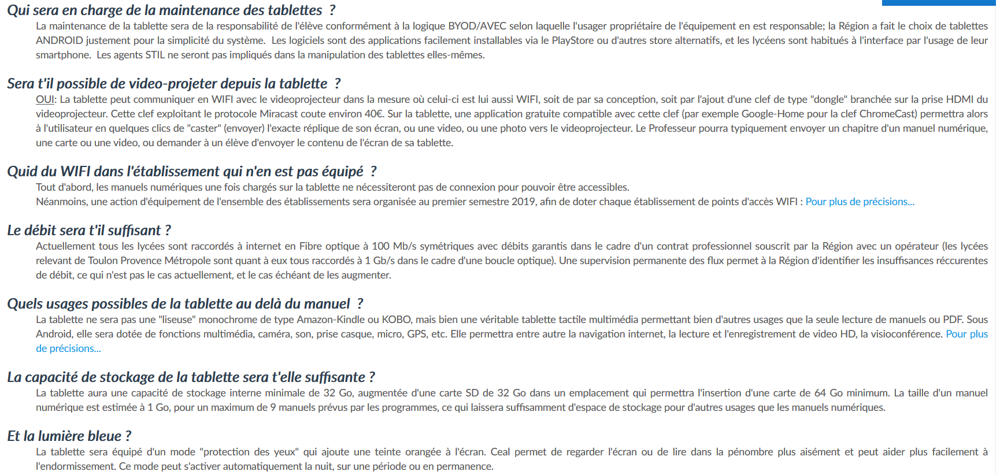 Qui sera en charge de la maintenance des tablettes  ?
La maintenance de la tablette sera de la responsabilité de l'élève conformément à la logique BYOD/AVEC selon laquelle l'usager propriétaire de l'équipement en est responsable; la Région a fait le choix de tablettes
ANDROID justement pour la simplicité du système.  Les logiciels sont des applications facilement installables via le PlayStore ou d'autres store alternatifs, et les lycéens sont habitués à l'interface par l'usage de leur
smartphone.  Les agents STIL ne seront pas impliqués dans la manipulation des tablettes elles-mêmes.
Sera t'il possible de video-projeter depuis la tablette  ?
OUI: La tablette peut communiquer en WIFI avec le videoprojecteur dans la mesure où celui-ci est lui aussi WIFI, soit de par sa conception, soit par l'ajout d'une clef de type "dongle" branchée sur la prise HDMI du
videoprojecteur. Cette clef exploitant le protocole Miracast coute environ 40€. Sur la tablette, une application gratuite compatible avec cette clef (par exemple Google-Home pour la clef ChromeCast) permettra alors
à l'utilisateur en quelques clics de "caster" (envoyer) l'exacte réplique de son écran, ou une video, ou une photo vers le videoprojecteur. Le Professeur pourra typiquement envoyer un chapitre d'un manuel numérique,
une carte ou une video, ou demander à un élève d'envoyer le contenu de l'écran de sa tablette.
Quid du WIFI dans l'établissement qui n'en est pas équipé  ?
Tout d'abord, les manuels numériques une fois chargés sur la tablette ne nécessiteront pas de connexion pour pouvoir être accessibles.
Néanmoins, une action d'équipement de l'ensemble des établissements sera organisée au premier semestre 2019, afin de doter chaque établissement de points d'accès WIFI : Pour plus de précisions...
Le débit sera t'il suffisant ?
Actuellement tous les lycées sont raccordés à internet en Fibre optique à 100 Mb/s symétriques avec débits garantis dans le cadre d'un contrat professionnel souscrit par la Région avec un opérateur (les lycées
relevant de Toulon Provence Métropole sont quant à eux tous raccordés à 1 Gb/s dans le cadre d'une boucle optique). Une supervision permanente des flux permet à la Région d'identifier les insuffisances réccurentes
de débit, ce qui n'est pas le cas actuellement, et le cas échéant de les augmenter.
Quels usages possibles de la tablette au delà du manuel  ?
La tablette ne sera pas une "liseuse" monochrome de type Amazon-Kindle ou KOBO, mais bien une véritable tablette tactile multimédia permettant bien d'autres usages que la seule lecture de manuels ou PDF. Sous
Android, elle sera dotée de fonctions multimédia, caméra, son, prise casque, micro, GPS, etc. Elle permettra entre autre la navigation internet, la lecture et l'enregistrement de video HD, la visioconférence. Pour plus
de précisions...
La capacité de stockage de la tablette sera t'elle suffisante ?
La tablette aura une capacité de stockage interne minimale de 32 Go, augmentée d'une carte SD de 32 Go dans un emplacement qui permettra l'insertion d'une carte de 64 Go minimum. La taille d'un manuel
numérique est estimée à 1 Go, pour un maximum de 9 manuels prévus par les programmes, ce qui laissera suffisamment d'espace de stockage pour d'autres usages que les manuels numériques.
Et la lumière bleue ?
La tablette sera équipé d'un mode "protection des yeux" qui ajoute une teinte orangée à l'écran. Ceal permet de regarder l'écran ou de lire dans la pénombre plus aisément et peut aider plus facilement à
l'endormissement. Ce mode peut s'activer automatiquement la nuit, sur une période ou en permanence.